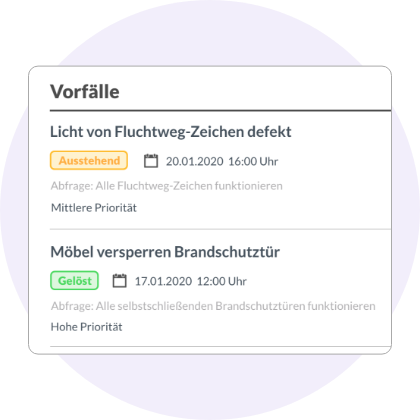 Vorfälle
Licht von Fluchtweg-Zeichen defekt
Ausstehend 20.01.2020 16:00 Uhr
Abfrage: Alle Fluchtweg-Zeichen funktionieren
Mittlere Priorität
Möbel versperren Brandschutztür
Gelöst 17.01.2020 12:00 Uhr
Abfrage: Alle selbstschließenden Brandschutztüren funktionieren
Hohe Priorität